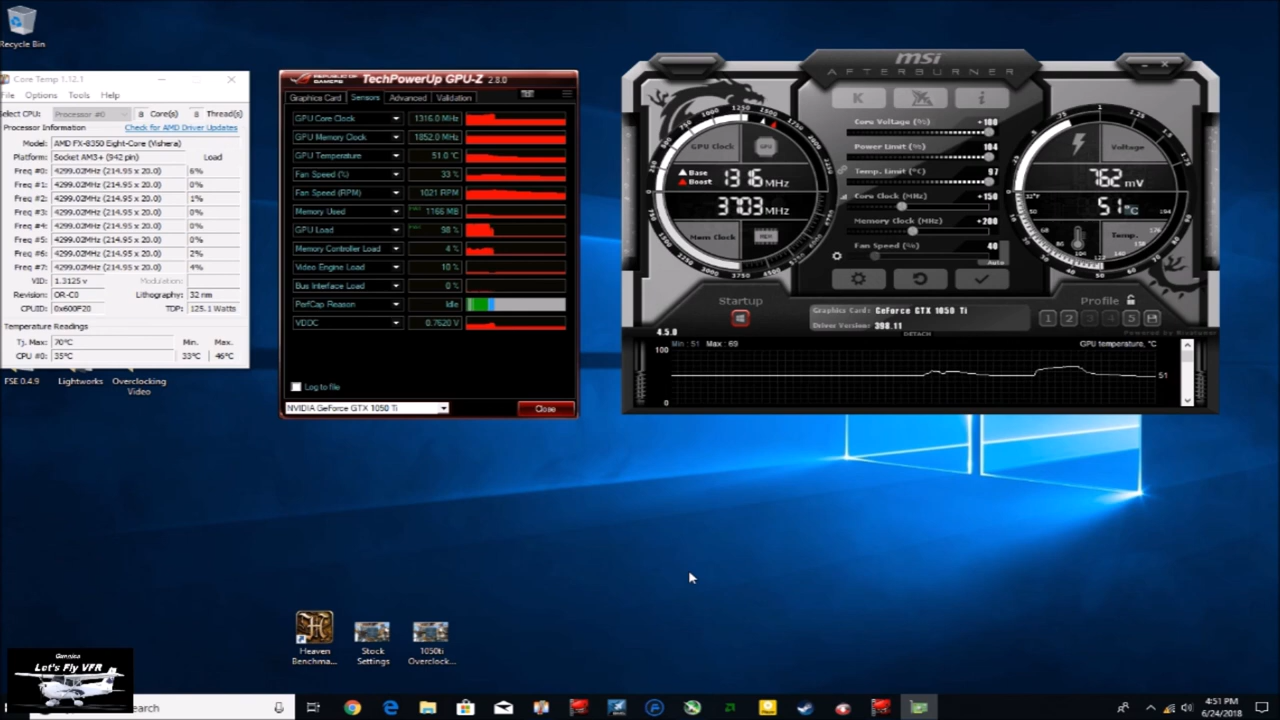 Recycle Bin
Core Temp 1.12.1
File Options Tools Help
Select CPU: Processor #0 8 Core(s) 8 Thread(s)
Processor Information Check for AMD Driver Updates
Model: AMD FX-8350 Eight-Core (Vishera)
Platform: Socket AM3+ (942 pin) Load
Freq #0: 4299.02MHz (214.95 x 20.0) 6%
Freq #1: 4299.02MHz (214.95 x 20.0) 0%
Freq #2: 4299.02MHz (214.95 x 20.0) 1%
Freq #3: 4299.02MHz (214.95 x 20.0) 0%
Freq #4: 4299.02MHz (214.95 x 20.0) 0%
Freq #5: 4299.02MHz (214.95 x 20.0) 0%
Freq #6: 4299.02MHz (214.95 x 20.0) 2%
Freq #7: 4299.02MHz (214.95 x 20.0) 4%
VID: 1.3125 v Modulation:
Revision: OR-C0 Lithography: 32 nm
CPUID: 0x600F20 TDP: 125.1 Watts
Temperature Readings
Tj. Max: 70°C Min. Max.
CPU #0: 35°C 33°C 46°C
FSE 0.4.9 Lightworks Overclocking
Video
REPUBLIC OF GAMERS TechPowerUp GPU-Z 2.8.0
Graphics Card Sensors Advanced Validation
GPU Core Clock 1316.0 MHz
GPU Memory Clock 1852.0 MHz
GPU Temperature 51.0 °C
Fan Speed (%) 33 %
Fan Speed (RPM) 1021 RPM
Memory Used 1166 MB
GPU Load 98 %
Memory Controller Load 4 %
Video Engine Load 10 %
Bus Interface Load 0 %
PerfCap Reason Idle
VDDC 0.7620 V
Log to file
NVIDIA GeForce GTX 1050 Ti Close
msi
AFTERBURNER
K i
GPU Clock GPU
Base
Boost
1316 MHz
3703 MHz
Mem Clock MEM
Core Voltage (%) +100
Power Limit (%) 104
Temp. Limit (°C) 97
Core Clock (MHz) +150
Memory Clock (MHz) +200
Fan Speed (%) 40
Auto
Voltage
762 mV
51 °C
Temp.
Startup
Graphics Card: GeForce GTX 1050 Ti
Driver Version: 398.11
Profile
1 2 3 4 5
4.5.0
DETACH
Powered by Rivatuner
100 Min : 51 Max : 69 GPU temperature, °C
51
0
Heaven
Benchma...
Stock
Settings
1050ti
Overclock...
Let's Fly VFR
search
4:51 PM
6/24/2018